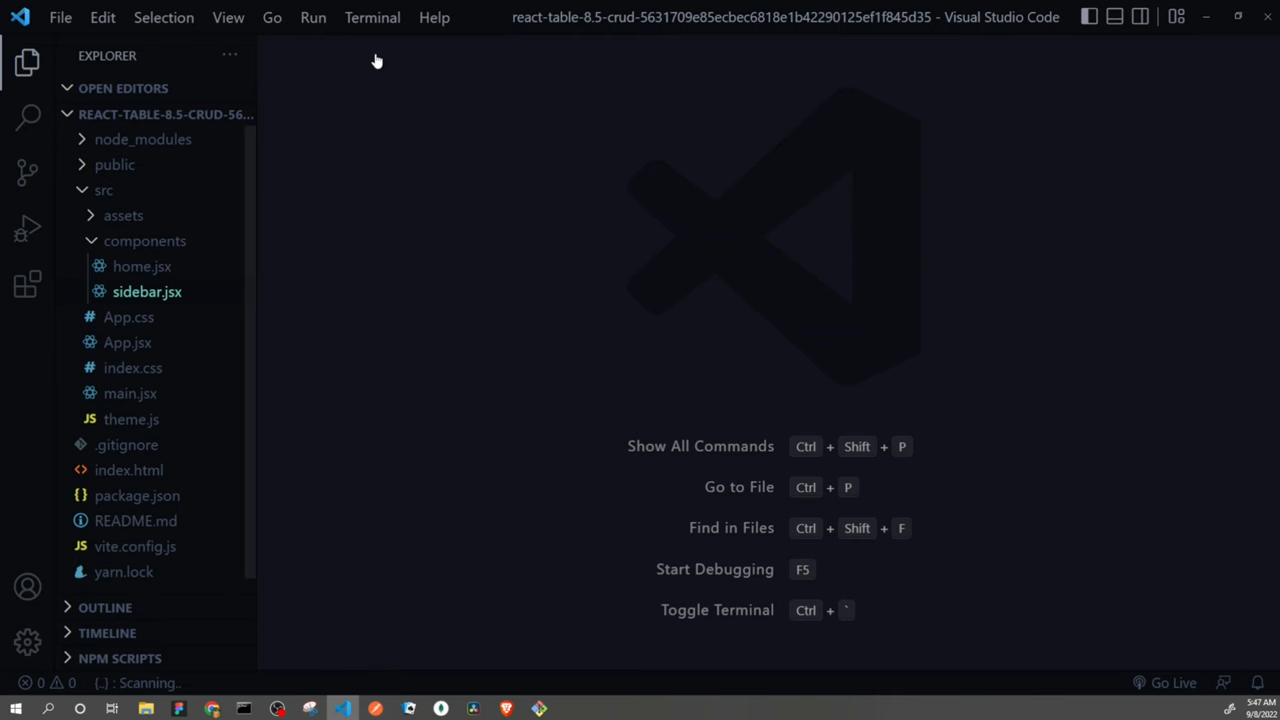 File Edit Selection View Go Run Terminal Help react-table-8.5-crud-5631709e85ecbec6818e1b42290125ef1f845d35 - Visual Studio Code
EXPLORER ...
OPEN EDITORS
REACT-TABLE-8.5-CRUD-56...
node_modules
public
src
assets
components
home.jsx
sidebar.jsx
# App.css
App.jsx
# index.css
main.jsx
JS theme.js
.gitignore
<> index.html
{} package.json
README.md
JS vite.config.js
yarn.lock
OUTLINE
TIMELINE
NPM SCRIPTS
Show All Commands Ctrl + Shift + P
Go to File Ctrl + P
Find in Files Ctrl + Shift + F
Start Debugging F5
Toggle Terminal Ctrl + `
0 0 {..} : Scanning.. Go Live
5:47 AM
9/8/2022